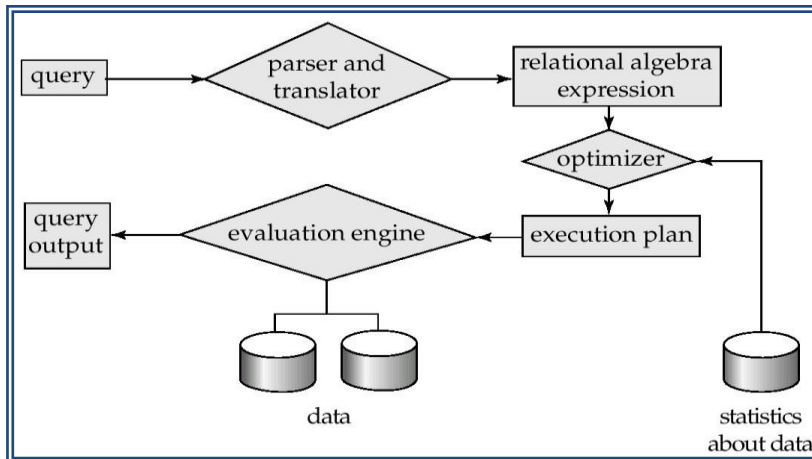 query
parser and
translator
relational algebra
expression
optimizer
query
output
evaluation engine
execution plan
data
statistics
about data